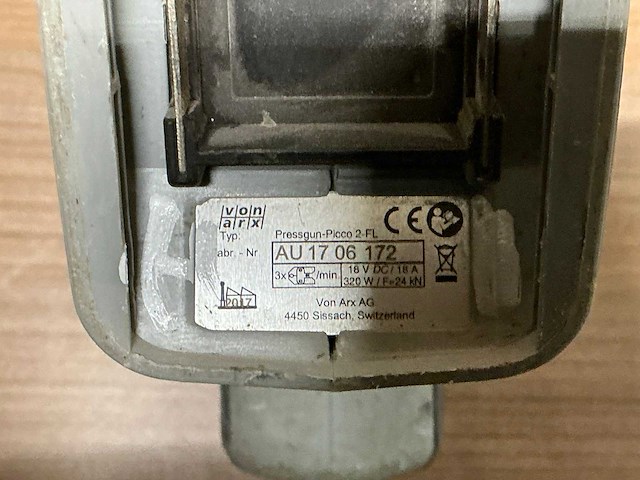 von
arx
Typ: Pressgun-Picco 2-FL
abr. - Nr AU 17 06 172
3x /min 18 V DC / 18 A
320 W / F=24 kN
2017
Von Arx AG
4450 Sissach, Switzerland
CE